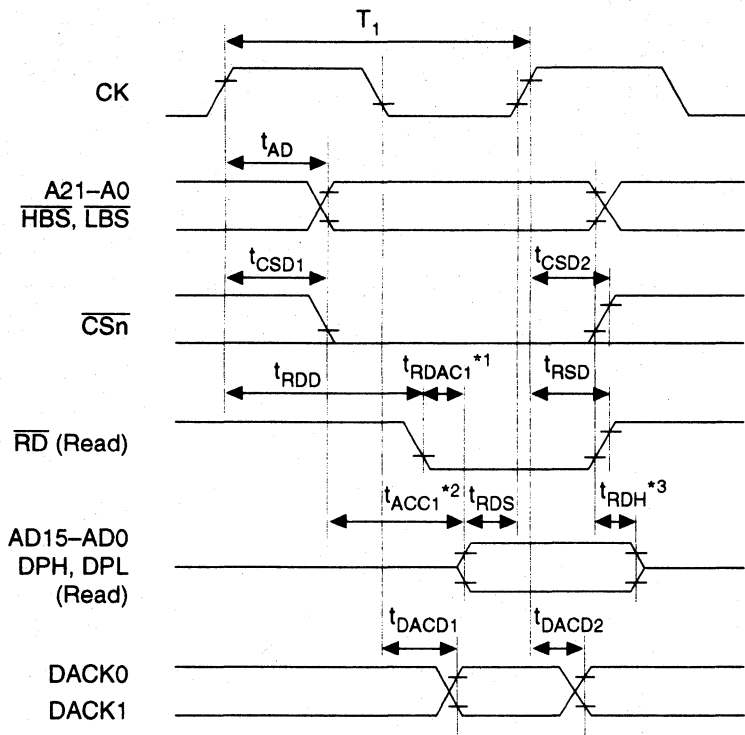 T1
CK
tAD
A21–A0
HBS, LBS
tCSD1
tCSD2
CSn
tRDD
tRDAC1*1
tRSD
RD (Read)
tACC1*2
tRDS
tRDH*3
AD15–AD0
DPH, DPL
(Read)
tDACD1
tDACD2
DACK0
DACK1